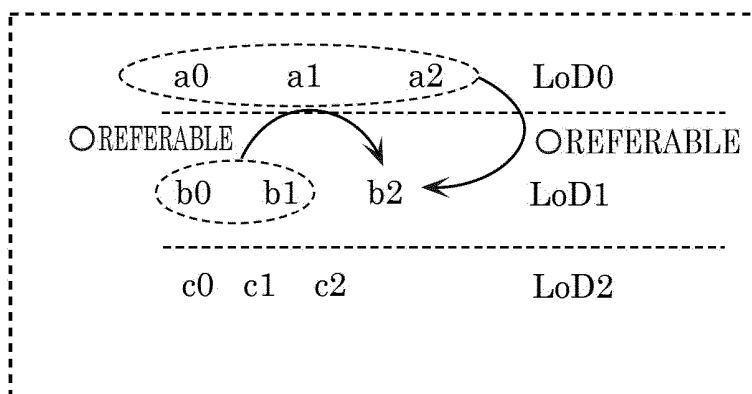 a0 a1 a2 LoD0
○REFERABLE ○REFERABLE
b0 b1 b2 LoD1
c0 c1 c2 LoD2